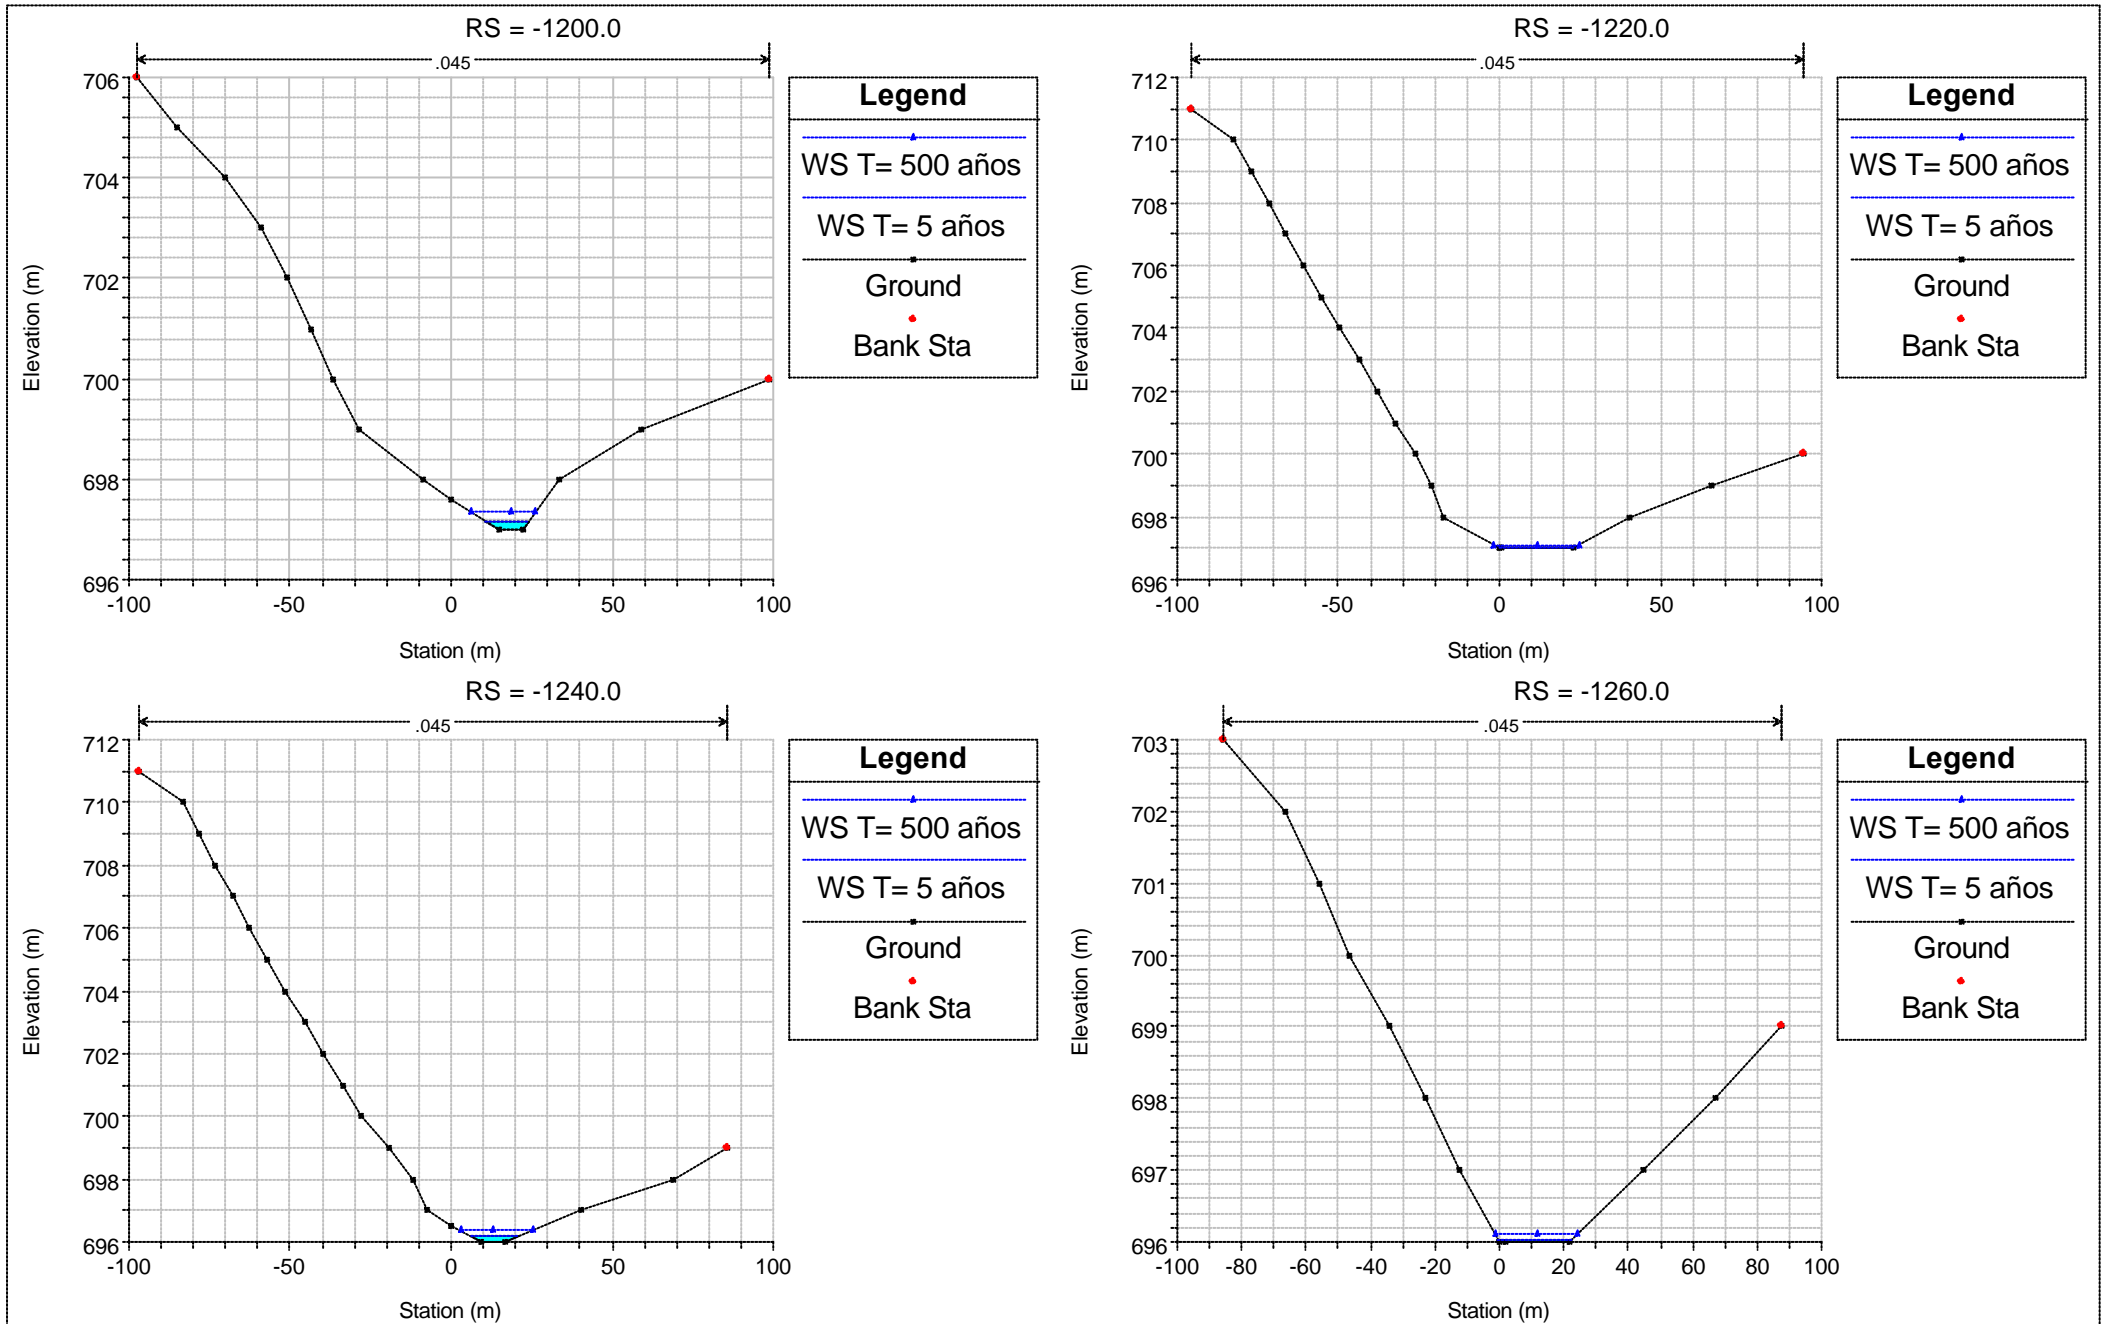 RS = -1200.0
.045
706
704
702
700
698
696
-100
-50
0
50
100
Elevation (m)
Station (m)
Legend
WS T= 500 años
WS T= 5 años
Ground
Bank Sta
RS = -1220.0
.045
712
710
708
706
704
702
700
698
696
-100
-50
0
50
100
Elevation (m)
Station (m)
Legend
WS T= 500 años
WS T= 5 años
Ground
Bank Sta
RS = -1240.0
.045
712
710
708
706
704
702
700
698
696
-100
-50
0
50
100
Elevation (m)
Station (m)
Legend
WS T= 500 años
WS T= 5 años
Ground
Bank Sta
RS = -1260.0
.045
703
702
701
700
699
698
697
696
-100
-80
-60
-40
-20
0
20
40
60
80
100
Elevation (m)
Station (m)
Legend
WS T= 500 años
WS T= 5 años
Ground
Bank Sta